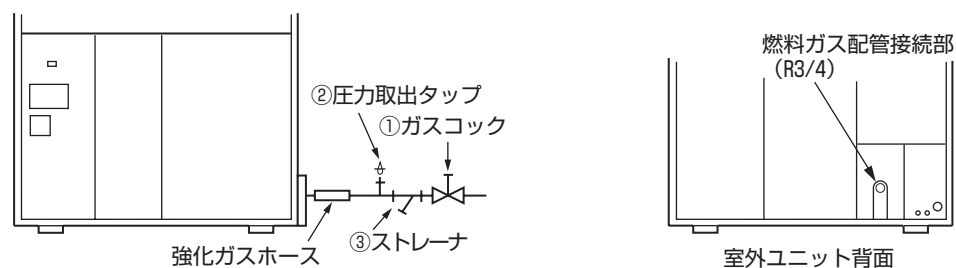 ②圧力取出タップ
①ガスコック
③ストレーナ
強化ガスホース
燃料ガス配管接続部
（R3/4）
室外ユニット背面